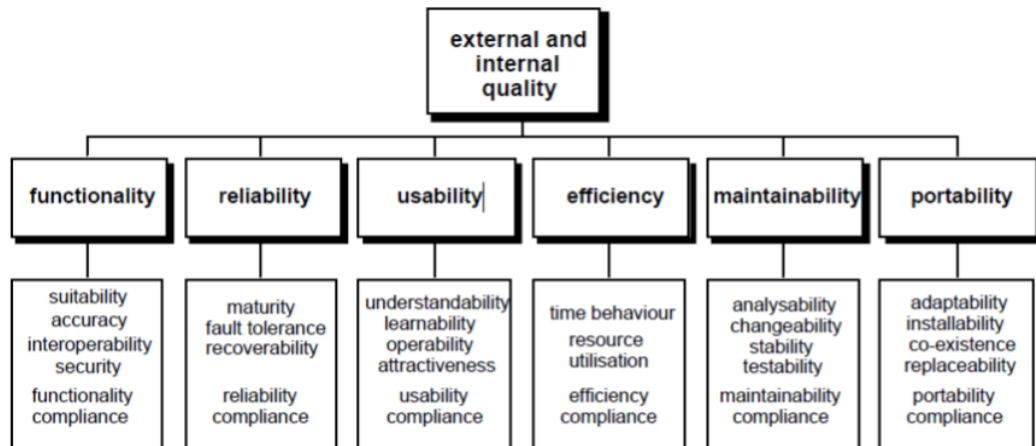 external and
internal
quality
functionality
reliability
usability
efficiency
maintainability
portability
suitability
accuracy
interoperability
security
functionality
compliance
maturity
fault tolerance
recoverability
reliability
compliance
understandability
learnability
operability
attractiveness
usability
compliance
time behaviour
resource
utilisation
efficiency
compliance
analysability
changeability
stability
testability
maintainability
compliance
adaptability
installability
co-existence
replaceability
portability
compliance